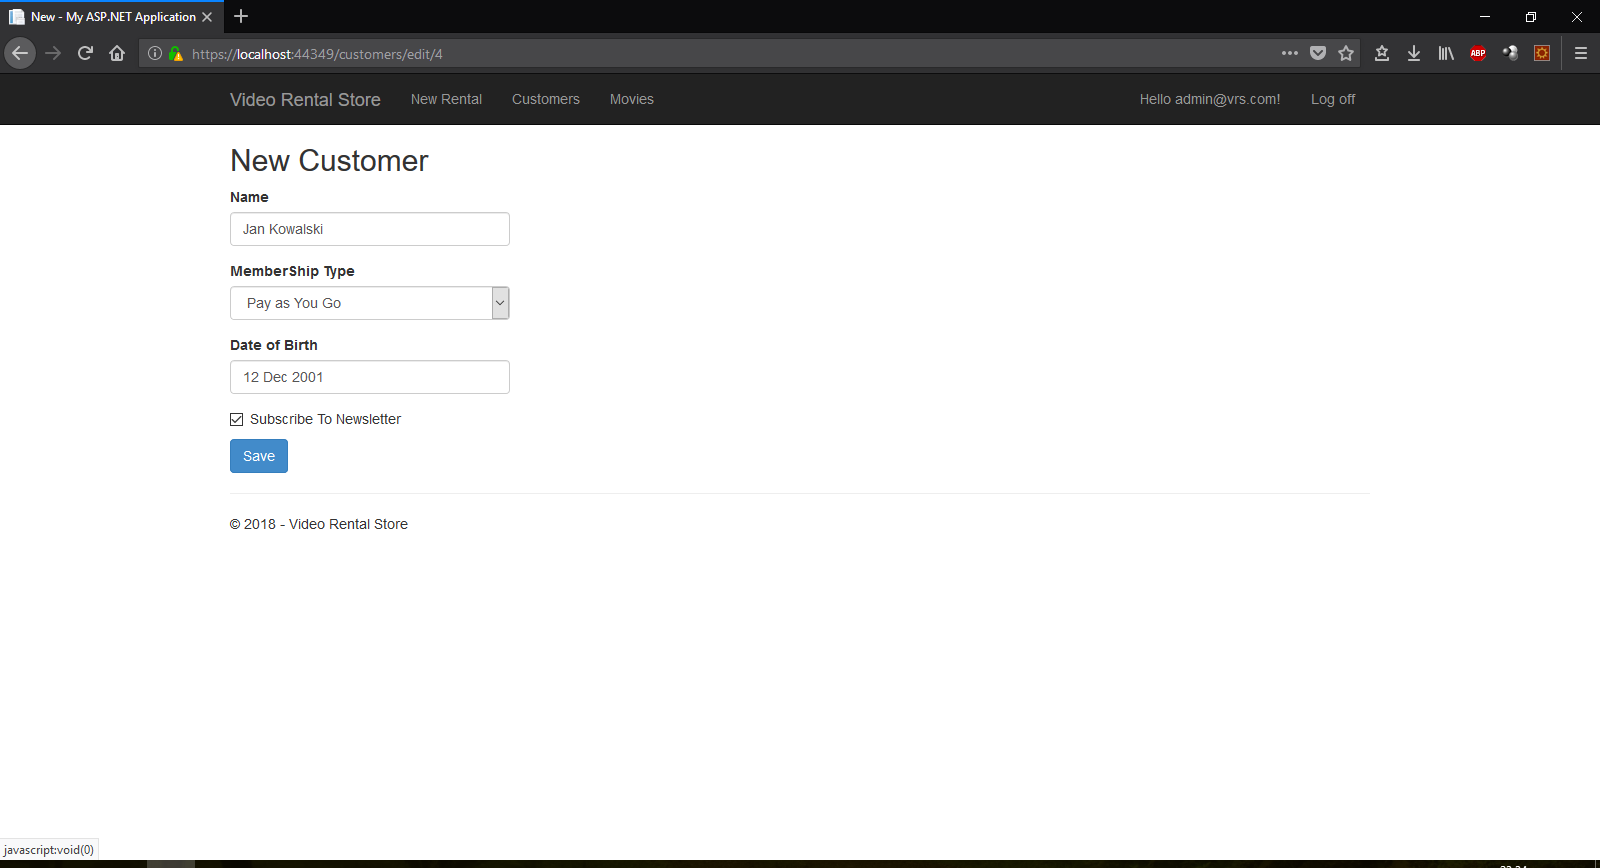 New - My ASP.NET Application
https://localhost:44349/customers/edit/4
ABP
Video Rental Store New Rental Customers Movies Hello admin@vrs.com! Log off
New Customer
Name
Jan Kowalski
MemberShip Type
Pay as You Go
Date of Birth
12 Dec 2001
Subscribe To Newsletter
Save
© 2018 - Video Rental Store
javascript:void(0)